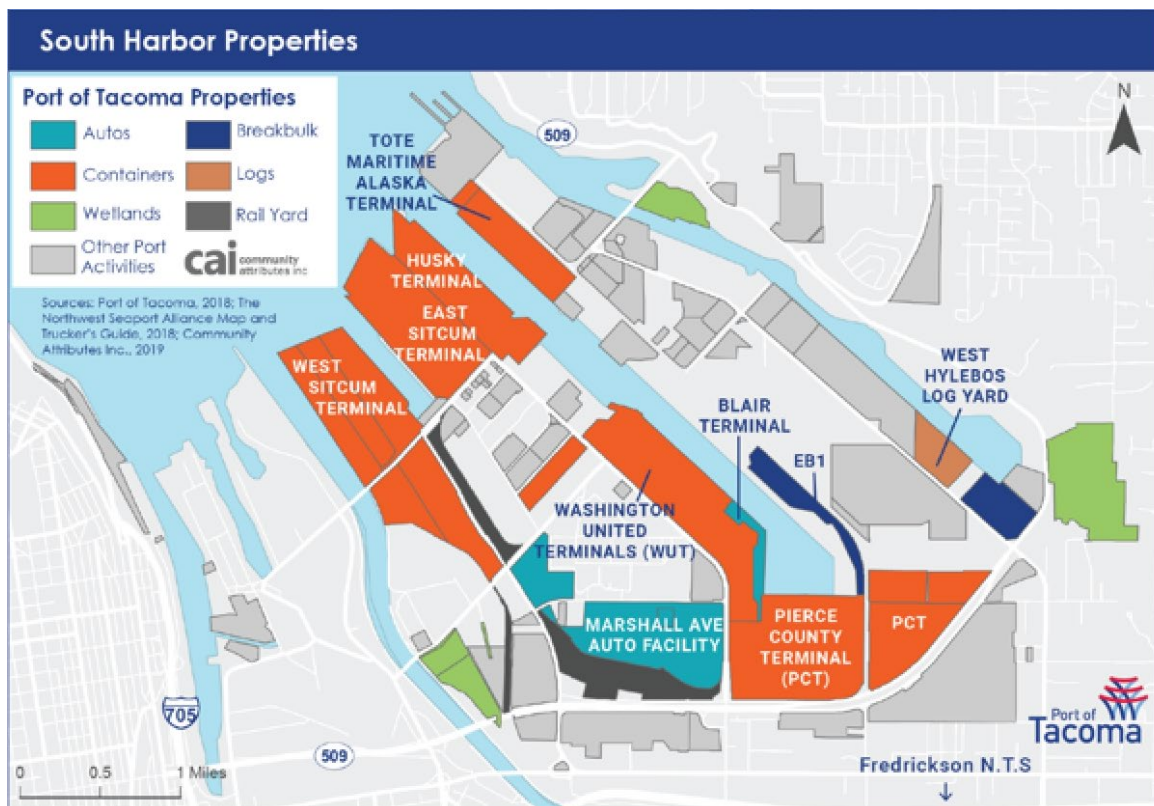 South Harbor Properties
Port of Tacoma Properties
Autos
Breakbulk
Containers
Logs
Wetlands
Rail Yard
Other Port
Activities
cai community
attributes inc
Sources: Port of Tacoma, 2018; The
Northwest Seaport Alliance Map and
Trucker's Guide, 2018; Community
Attributes Inc., 2019
N
509
TOTE
MARITIME
ALASKA
TERMINAL
HUSKY
TERMINAL
EAST
SITCUM
TERMINAL
WEST
SITCUM
TERMINAL
WEST
HYLEBOS
LOG YARD
BLAIR
TERMINAL
EB1
WASHINGTON
UNITED
TERMINALS (WUT)
MARSHALL AVE
AUTO FACILITY
PIERCE
COUNTY
TERMINAL
(PCT)
PCT
705
509
Port of
Tacoma
Fredrickson N.T.S
0 0.5 1 Miles